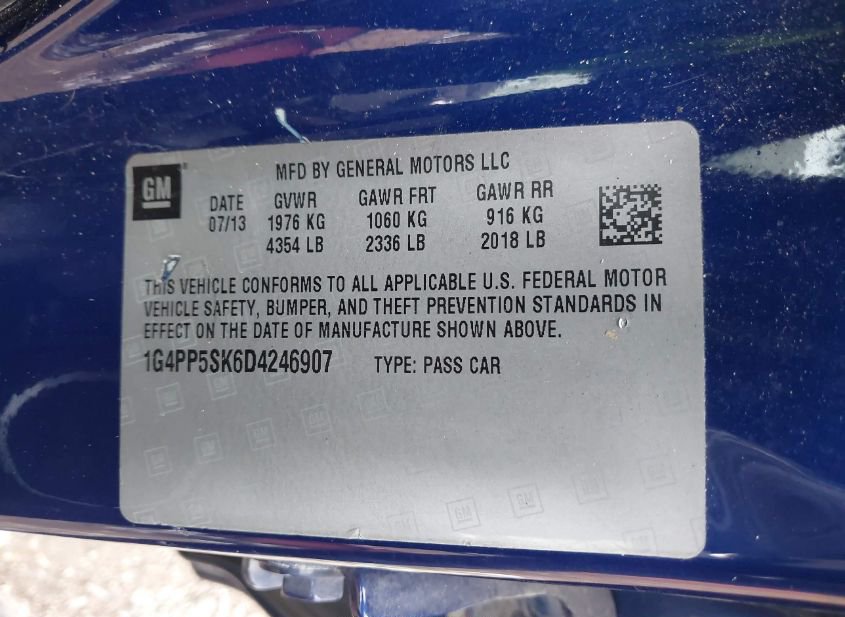 GM
MFD BY GENERAL MOTORS LLC
DATE GVWR GAWR FRT GAWR RR
07/13 1976 KG 1060 KG 916 KG
4354 LB 2336 LB 2018 LB
THIS VEHICLE CONFORMS TO ALL APPLICABLE U.S. FEDERAL MOTOR
VEHICLE SAFETY, BUMPER, AND THEFT PREVENTION STANDARDS IN
EFFECT ON THE DATE OF MANUFACTURE SHOWN ABOVE.
1G4PP5SK6D4246907 TYPE: PASS CAR